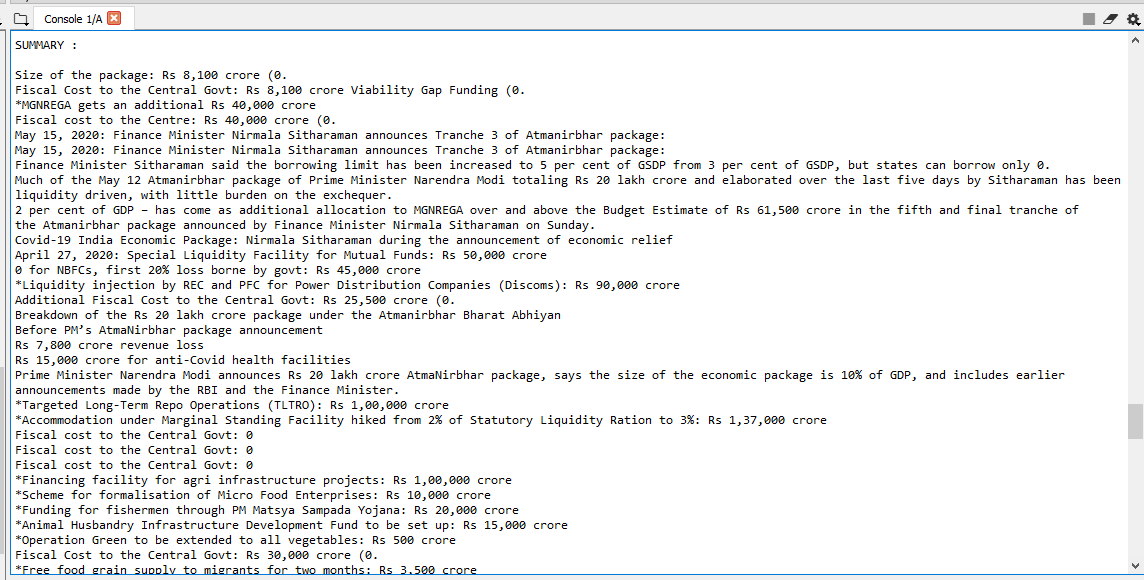 Console 1/A
SUMMARY :
Size of the package: Rs 8,100 crore (0.
Fiscal Cost to the Central Govt: Rs 8,100 crore Viability Gap Funding (0.
*MGNREGA gets an additional Rs 40,000 crore
Fiscal cost to the Centre: Rs 40,000 crore (0.
May 15, 2020: Finance Minister Nirmala Sitharaman announces Tranche 3 of Atmanirbhar package:
May 15, 2020: Finance Minister Nirmala Sitharaman announces Tranche 3 of Atmanirbhar package:
Finance Minister Sitharaman said the borrowing limit has been increased to 5 per cent of GSDP from 3 per cent of GSDP, but states can borrow only 0.
Much of the May 12 Atmanirbhar package of Prime Minister Narendra Modi totaling Rs 20 lakh crore and elaborated over the last five days by Sitharaman has been
liquidity driven, with little burden on the exchequer.
2 per cent of GDP – has come as additional allocation to MGNREGA over and above the Budget Estimate of Rs 61,500 crore in the fifth and final tranche of
the Atmanirbhar package announced by Finance Minister Nirmala Sitharaman on Sunday.
Covid-19 India Economic Package: Nirmala Sitharaman during the announcement of economic relief
April 27, 2020: Special Liquidity Facility for Mutual Funds: Rs 50,000 crore
0 for NBFCs, first 20% loss borne by govt: Rs 45,000 crore
*Liquidity injection by REC and PFC for Power Distribution Companies (Discoms): Rs 90,000 crore
Additional Fiscal Cost to the Central Govt: Rs 25,500 crore (0.
Breakdown of the Rs 20 lakh crore package under the Atmanirbhar Bharat Abhiyan
Before PM’s AtmaNirbhar package announcement
Rs 7,800 crore revenue loss
Rs 15,000 crore for anti-Covid health facilities
Prime Minister Narendra Modi announces Rs 20 lakh crore AtmaNirbhar package, says the size of the economic package is 10% of GDP, and includes earlier
announcements made by the RBI and the Finance Minister.
*Targeted Long-Term Repo Operations (TLTRO): Rs 1,00,000 crore
*Accommodation under Marginal Standing Facility hiked from 2% of Statutory Liquidity Ration to 3%: Rs 1,37,000 crore
Fiscal cost to the Central Govt: 0
Fiscal cost to the Central Govt: 0
Fiscal cost to the Central Govt: 0
*Financing facility for agri infrastructure projects: Rs 1,00,000 crore
*Scheme for formalisation of Micro Food Enterprises: Rs 10,000 crore
*Funding for fishermen through PM Matsya Sampada Yojana: Rs 20,000 crore
*Animal Husbandry Infrastructure Development Fund to be set up: Rs 15,000 crore
*Operation Green to be extended to all vegetables: Rs 500 crore
Fiscal Cost to the Central Govt: Rs 30,000 crore (0.
*Free food grain supply to migrants for two months: Rs 3,500 crore